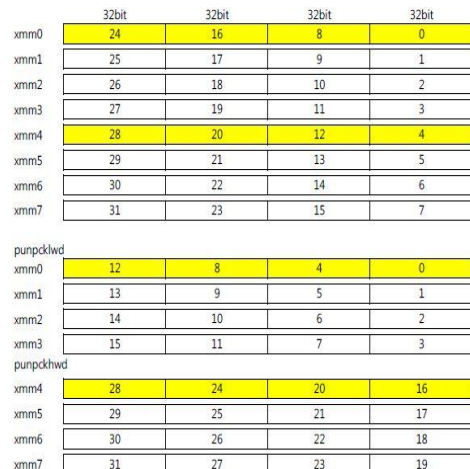 32bit 32bit 32bit 32bit
xmm0 24 16 8 0
xmm1 25 17 9 1
xmm2 26 18 10 2
xmm3 27 19 11 3
xmm4 28 20 12 4
xmm5 29 21 13 5
xmm6 30 22 14 6
xmm7 31 23 15 7
punpcklwd
xmm0 12 8 4 0
xmm1 13 9 5 1
xmm2 14 10 6 2
xmm3 15 11 7 3
punpckhwd
xmm4 28 24 20 16
xmm5 29 25 21 17
xmm6 30 26 22 18
xmm7 31 27 23 19